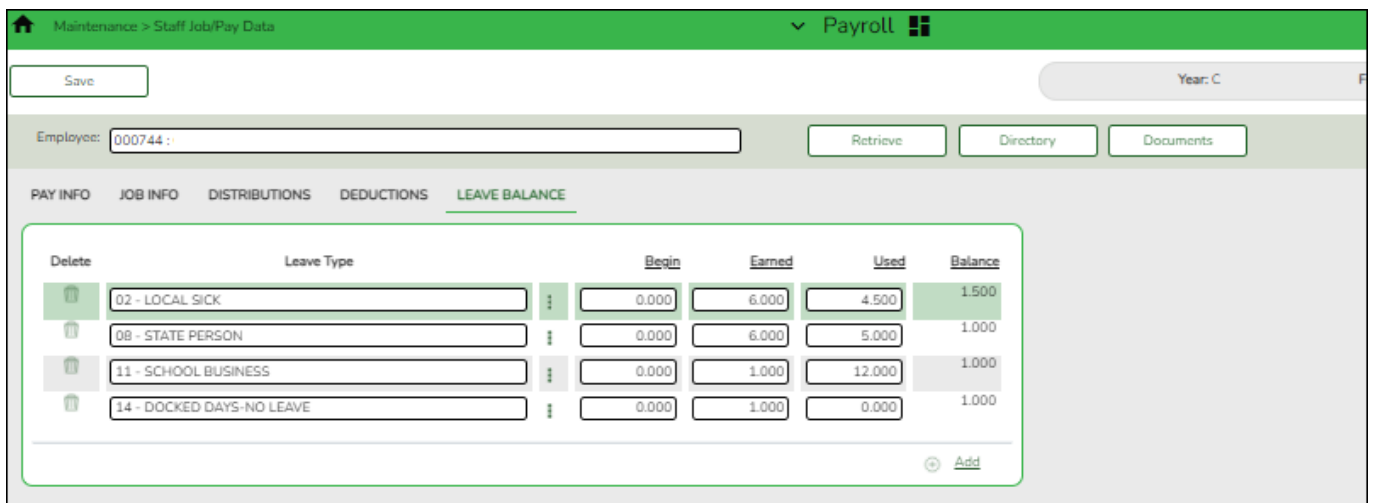 Maintenance > Staff Job/Pay Data Payroll
Save Year: C F
Employee: 000744 : Retrieve Directory Documents
PAY INFO JOB INFO DISTRIBUTIONS DEDUCTIONS LEAVE BALANCE
Delete Leave Type Begin Earned Used Balance
02 - LOCAL SICK 0.000 6.000 4.500 1.500
08 - STATE PERSON 0.000 6.000 5.000 1.000
11 - SCHOOL BUSINESS 0.000 1.000 12.000 1.000
14 - DOCKED DAYS-NO LEAVE 0.000 1.000 0.000 1.000
Add